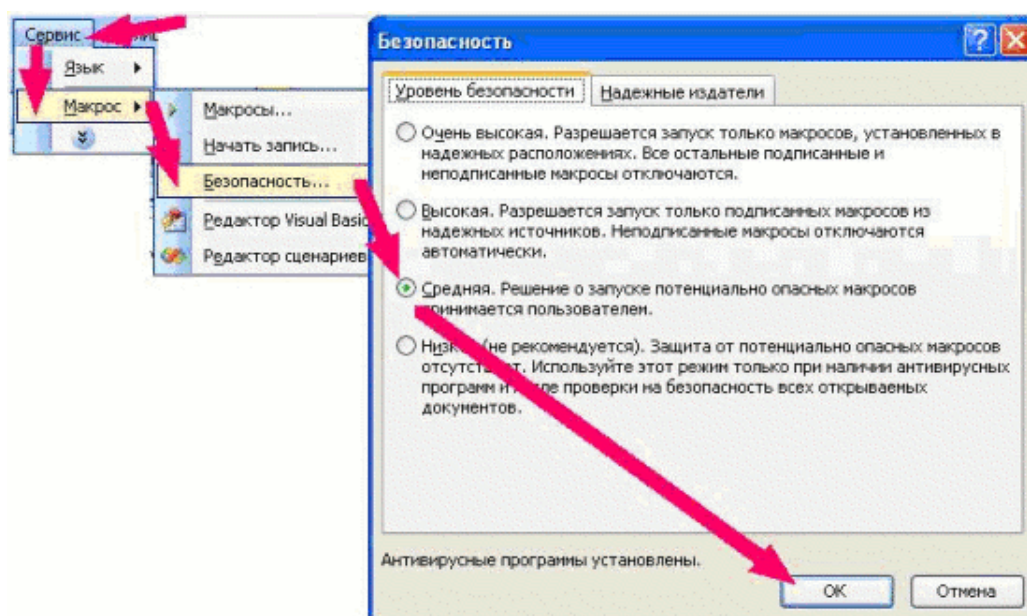 Сервис
Язык
Макрос
Макросы...
Начать запись...
Безопасность...
Редактор Visual Basic
Редактор сценариев
Безопасность
Уровень безопасности
Надежные издатели
Очень высокая. Разрешается запуск только макросов, установленных в
надежных расположениях. Все остальные подписанные и
неподписанные макросы отключаются.
Высокая. Разрешается запуск только подписанных макросов из
надежных источников. Неподписанные макросы отключаются
автоматически.
Средняя. Решение о запуске потенциально опасных макросов
принимается пользователем.
(не рекомендуется). Защита от потенциально опасных макросов
отсутствует. Используйте этот режим только при наличии антивирусных
программ и после проверки на безопасность всех открываемых
документов.
Антивирусные программы установлены.
ОК
Отмена